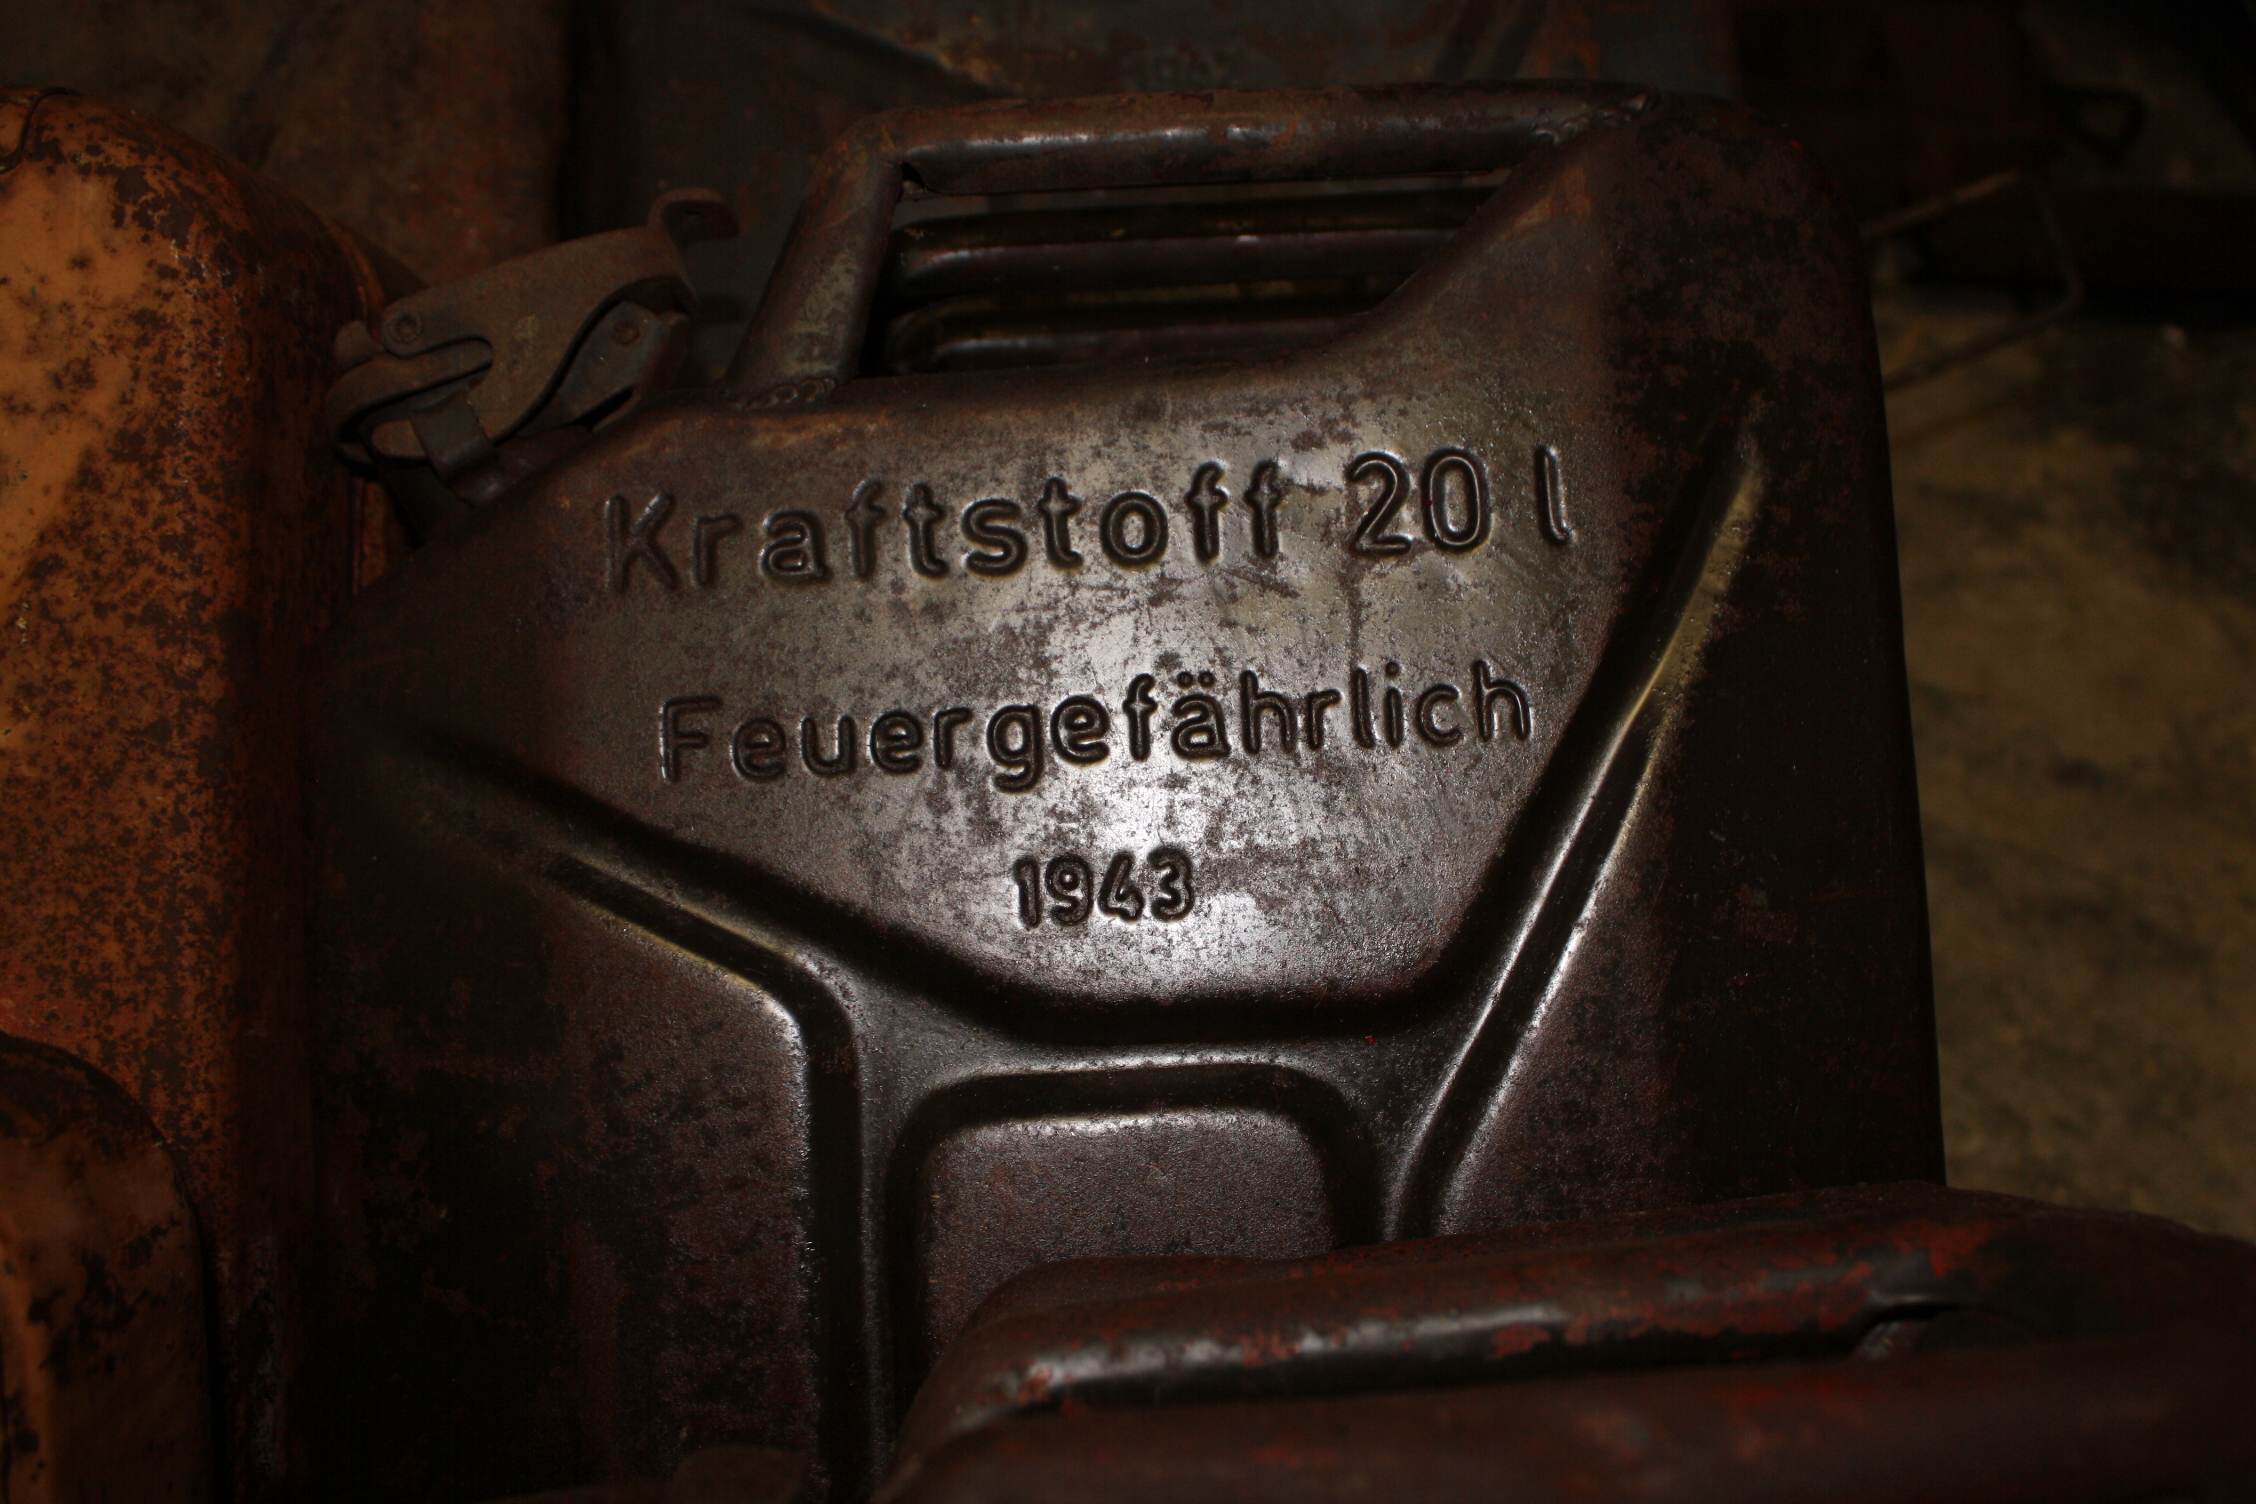 Kraftstoff 20 l
Feuergefährlich
1943